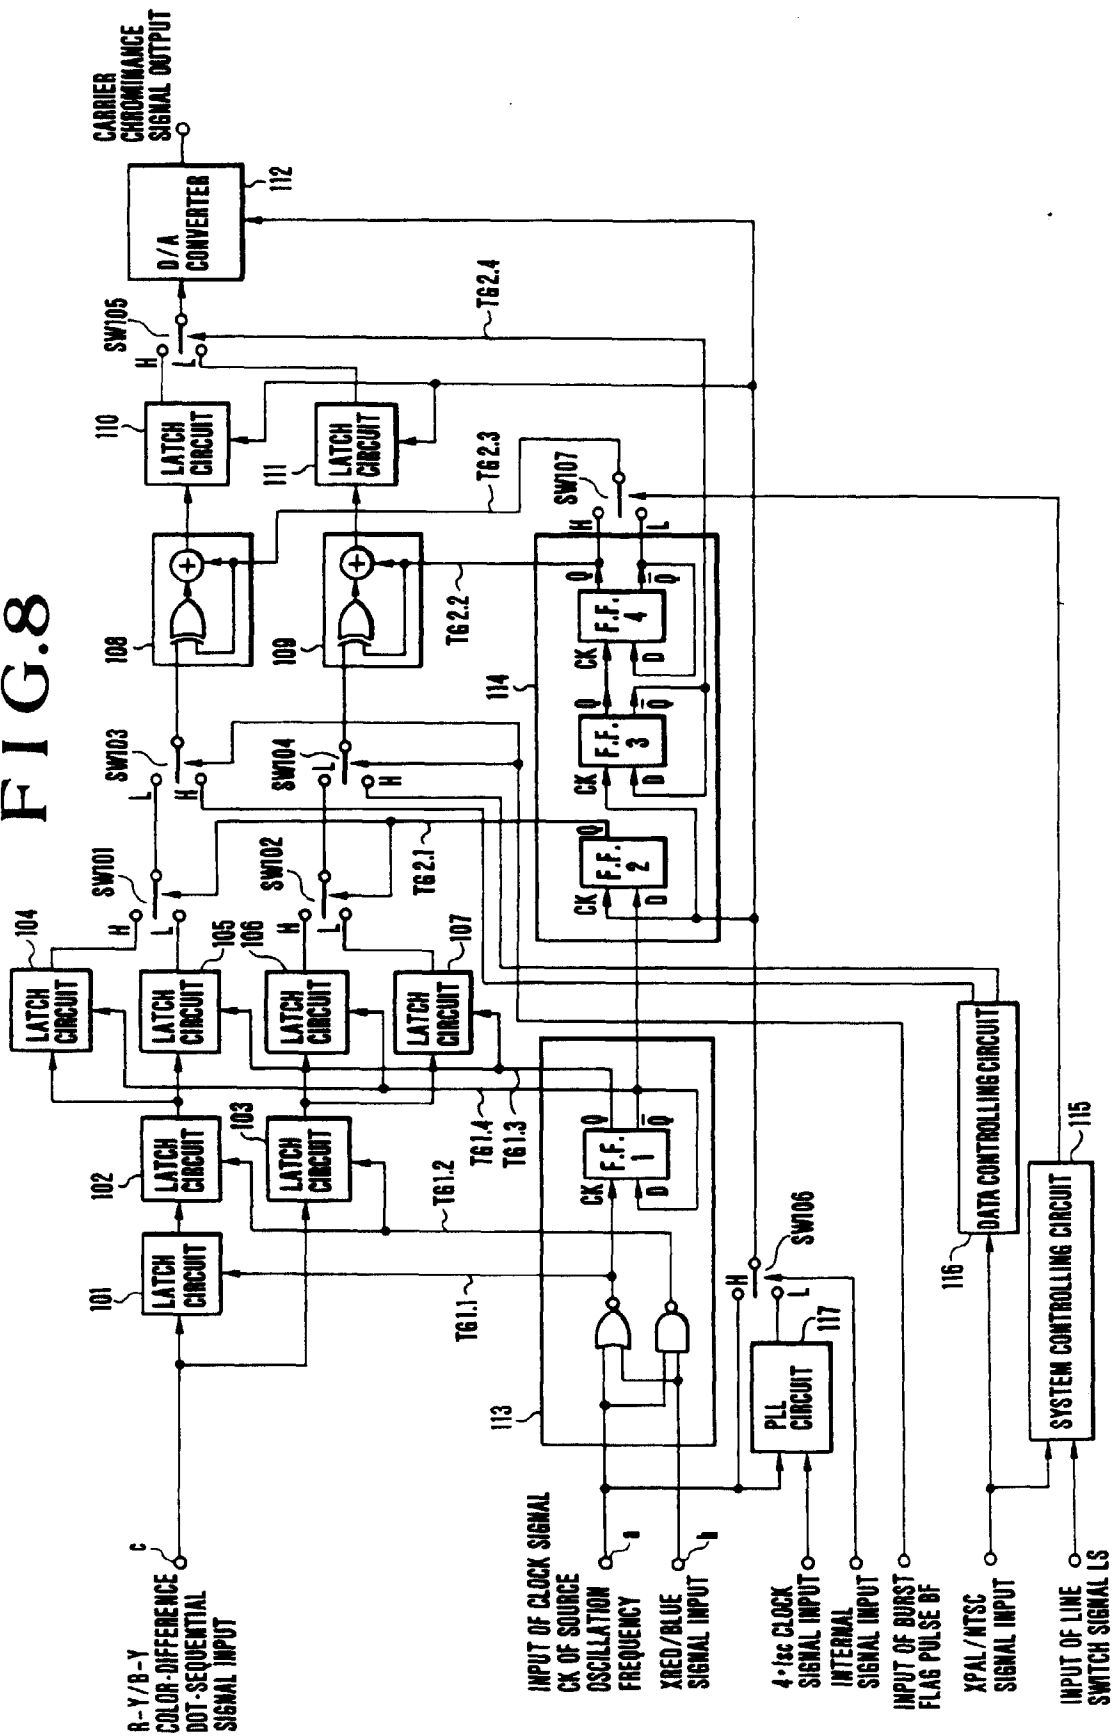 FIG.8
R-Y/B-Y
COLOR-DIFFERENCE
DOT-SEQUENTIAL
SIGNAL INPUT
c
101
LATCH
CIRCUIT
102
LATCH
CIRCUIT
103
LATCH
CIRCUIT
104
LATCH
CIRCUIT
105
LATCH
CIRCUIT
106
LATCH
CIRCUIT
107
LATCH
CIRCUIT
SW101
H
L
SW102
H
L
SW103
L
H
SW104
L
H
108
+
109
+
110
LATCH
CIRCUIT
111
LATCH
CIRCUIT
SW105
H
L
D/A
CONVERTER
112
CARRIER
CHROMINANCE
SIGNAL OUTPUT
TG1.1
TG1.2
TG1.4
TG1.3
TG2.1
TG2.2
TG2.3
TG2.4
INPUT OF CLOCK SIGNAL
CK OF SOURCE
OSCILLATION
FREQUENCY
a
XRED/BLUE
SIGNAL INPUT
b
113
CK
D
F.F.
1
Q
Q̅
114
CK
D
F.F.
2
Q
CK
D
F.F.
3
Q
Q̅
CK
D
F.F.
4
Q
Q̅
H
L
SW107
4·fsc CLOCK
SIGNAL INPUT
PLL
CIRCUIT
117
H
L
SW106
INTERNAL
SIGNAL INPUT
INPUT OF BURST
FLAG PULSE BF
XPAL/NTSC
SIGNAL INPUT
116
DATA CONTROLLING CIRCUIT
INPUT OF LINE
SWITCH SIGNAL LS
SYSTEM CONTROLLING CIRCUIT
115